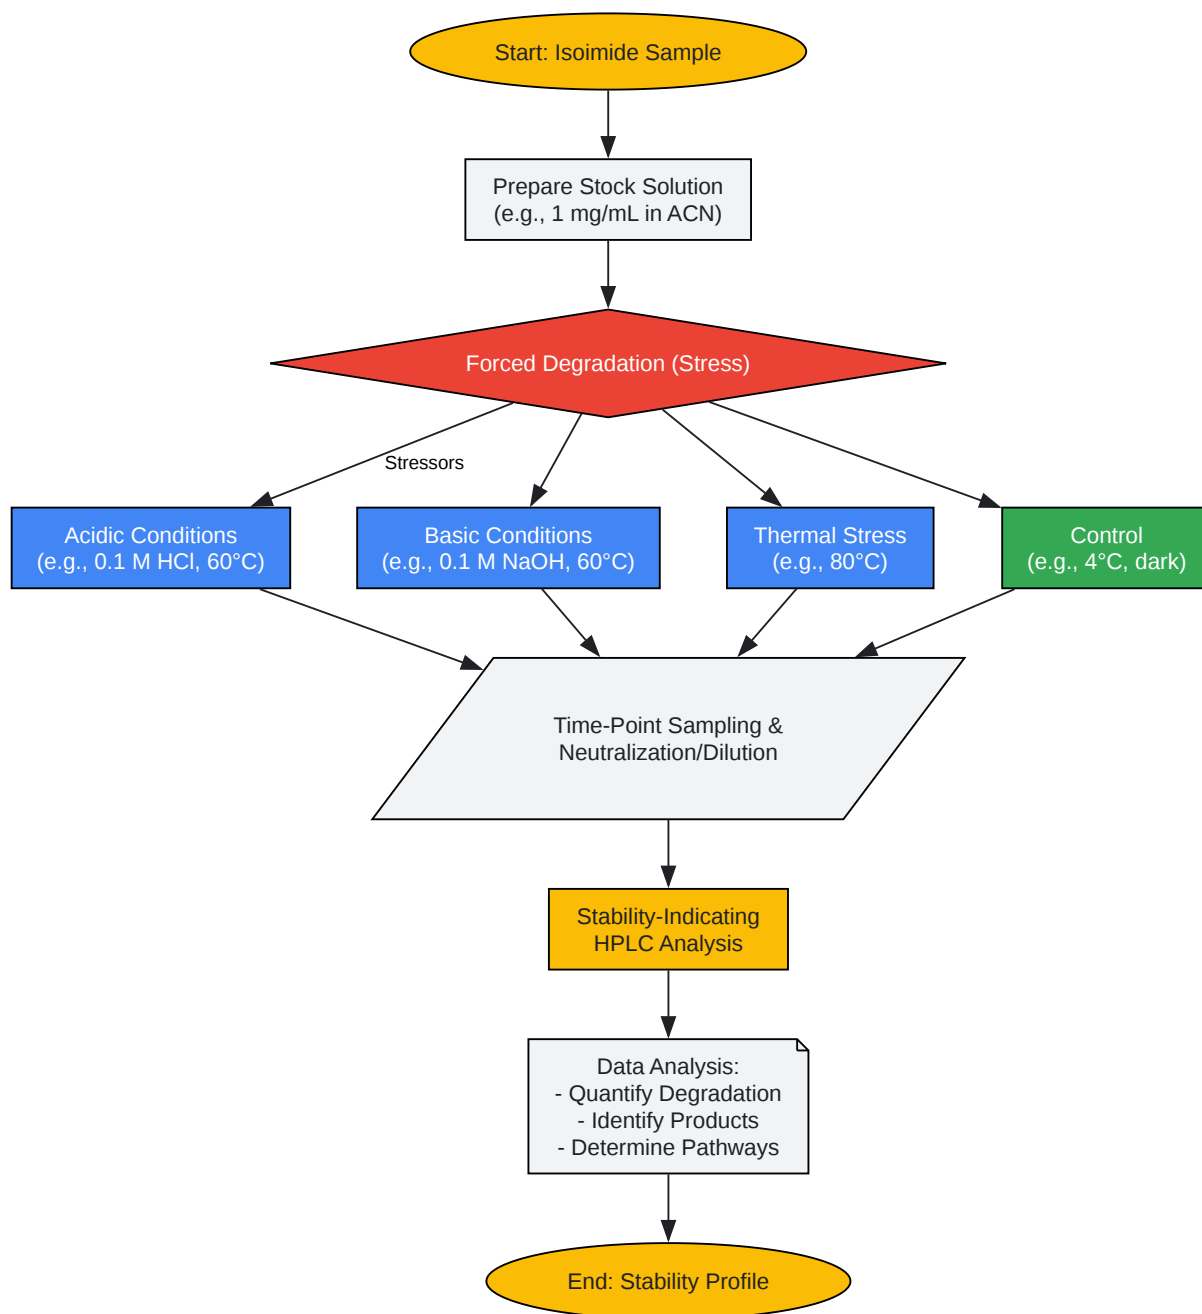 Start: Isoimide Sample
Prepare Stock Solution
(e.g., 1 mg/mL in ACN)
Forced Degradation (Stress)
Stressors
Acidic Conditions
(e.g., 0.1 M HCl, 60°C)
Basic Conditions
(e.g., 0.1 M NaOH, 60°C)
Thermal Stress
(e.g., 80°C)
Control
(e.g., 4°C, dark)
Time-Point Sampling &
Neutralization/Dilution
Stability-Indicating
HPLC Analysis
Data Analysis:
- Quantify Degradation
- Identify Products
- Determine Pathways
End: Stability Profile